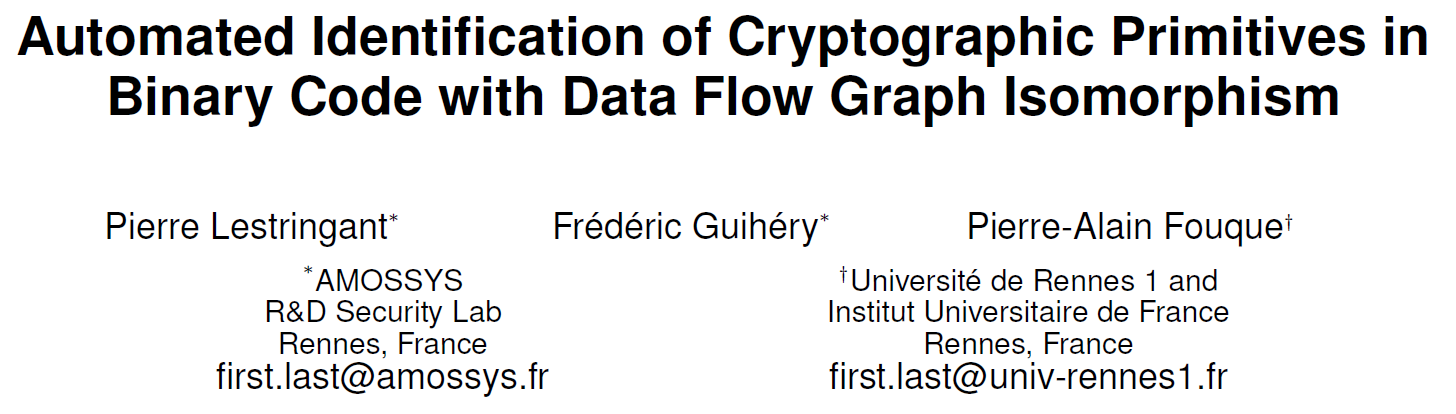 Automated Identification of Cryptographic Primitives in
Binary Code with Data Flow Graph Isomorphism
Pierre Lestringant* Frédéric Guihéry* Pierre-Alain Fouque†
*AMOSSYS
R&D Security Lab
Rennes, France
first.last@amossys.fr
†Université de Rennes 1 and
Institut Universitaire de France
Rennes, France
first.last@univ-rennes1.fr